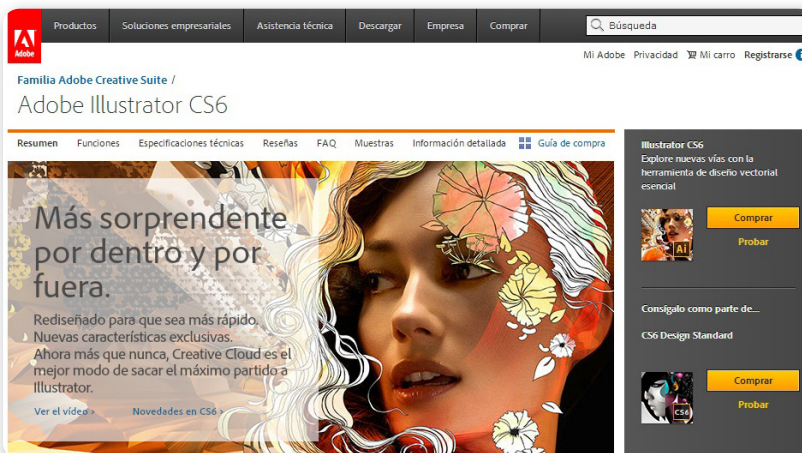 Productos Soluciones empresariales Asistencia técnica Descargar Empresa Comprar Búsqueda
Adobe
Mi Adobe Privacidad Mi carro Registrarse
Familia Adobe Creative Suite /
Adobe Illustrator CS6
Resumen Funciones Especificaciones técnicas Reseñas FAQ Muestras Información detallada Guía de compra
Más sorprendente
por dentro y por
fuera.
Rediseñado para que sea más rápido.
Nuevas características exclusivas.
Ahora más que nunca, Creative Cloud es el
mejor modo de sacar el máximo partido a
Illustrator.
Ver el vídeo › Novedades en CS6 ›
Illustrator CS6
Explore nuevas vías con la
herramienta de diseño vectorial
esencial
Comprar
Ai
Probar
Consígalo como parte de...
CS6 Design Standard
Comprar
CS6
Probar